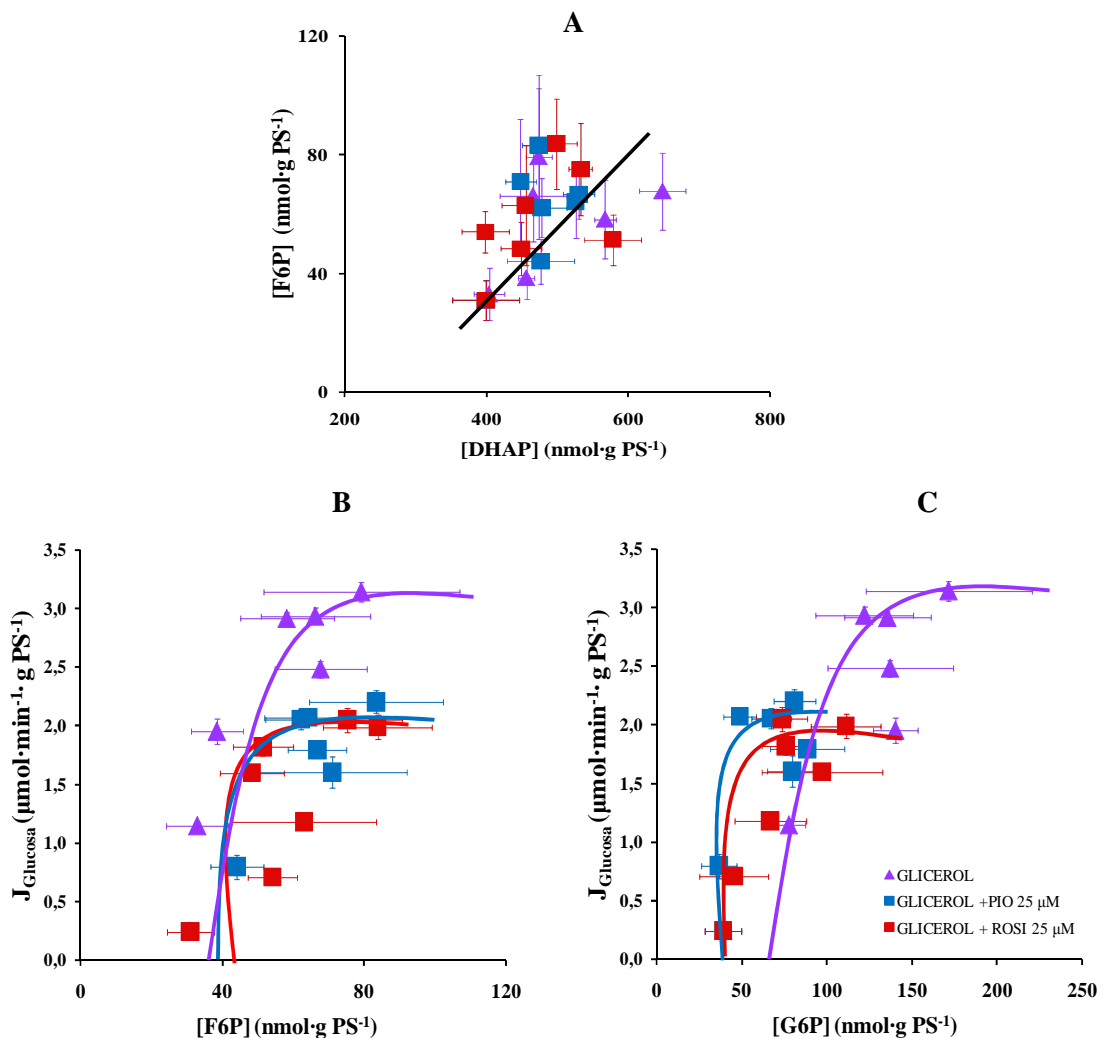 A
120
80
40
0
[F6P] (nmol·g PS⁻¹)
200 400 600 800
[DHAP] (nmol·g PS⁻¹)
B
3,5
3,0
2,5
2,0
1,5
1,0
0,5
0,0
J_Glucosa (µmol·min⁻¹· g PS⁻¹)
0 40 80 120
[F6P] (nmol·g PS⁻¹)
C
3,5
3,0
2,5
2,0
1,5
1,0
0,5
0,0
J_Glucosa (µmol·min⁻¹· g PS⁻¹)
GLICEROL
GLICEROL +PIO 25 µM
GLICEROL + ROSI 25 µM
0 50 100 150 200 250
[G6P] (nmol·g PS⁻¹)